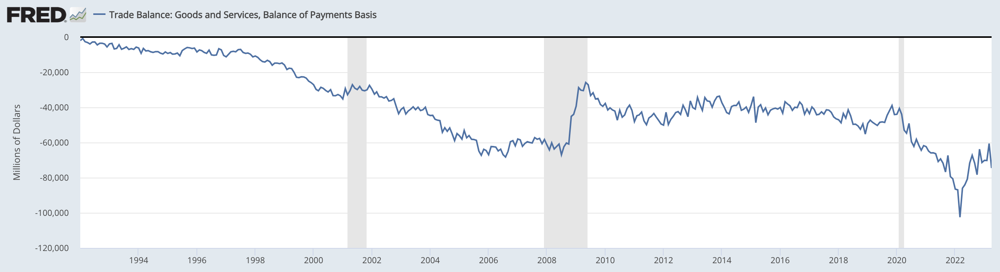 FRED® Trade Balance: Goods and Services, Balance of Payments Basis
0
-20,000
-40,000
-60,000
-80,000
-100,000
-120,000
Millions of Dollars
1994 1996 1998 2000 2002 2004 2006 2008 2010 2012 2014 2016 2018 2020 2022